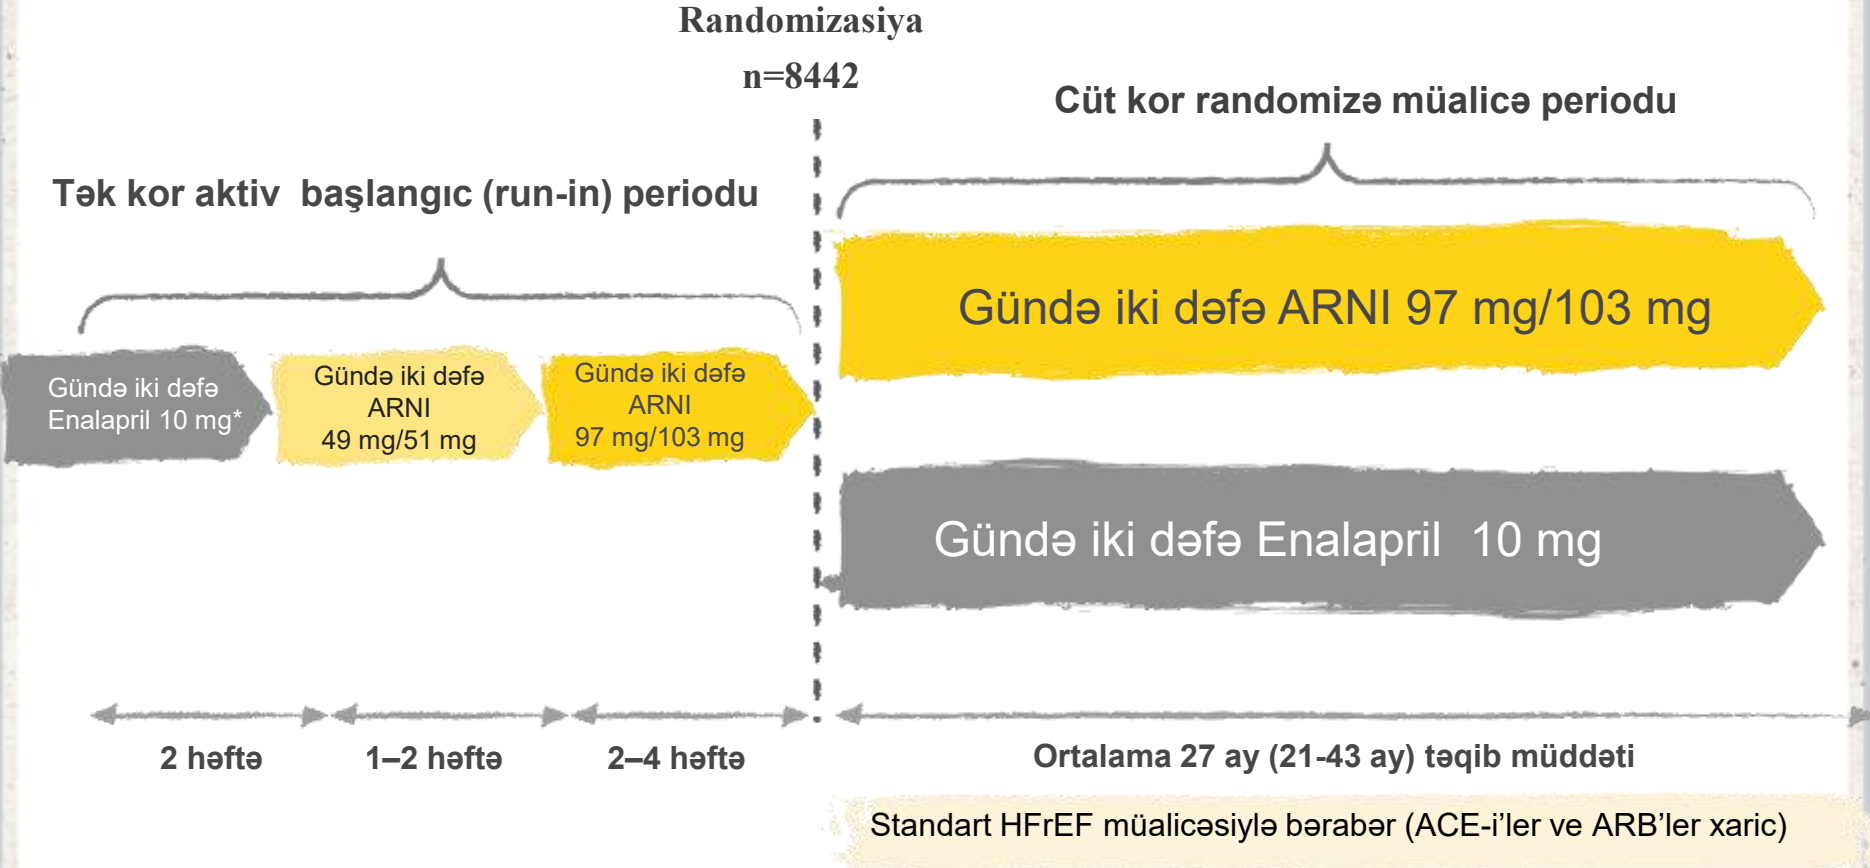 Randomizasiya
n=8442
Cüt kor randomizə müalicə periodu
Tək kor aktiv  başlangıc (run-in) periodu
Gündə iki dəfə
Enalapril 10 mg*
Gündə iki dəfə
ARNI
49 mg/51 mg
Gündə iki dəfə
ARNI
97 mg/103 mg
Gündə iki dəfə ARNI 97 mg/103 mg
Gündə iki dəfə Enalapril  10 mg
2 həftə
1–2 həftə
2–4 həftə
Ortalama 27 ay (21-43 ay) təqib müddəti
Standart HFrEF müalicəsiylə bərabər (ACE-i’ler ve ARB’ler xaric)